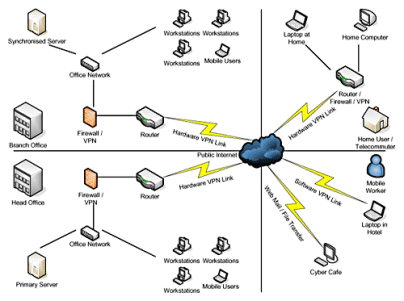 Synchronised Server
Office Network
Workstations
Workstations
Workstations
Mobile Users
Branch Office
Firewall /
VPN
Router
Hardware VPN Link
Laptop at
Home
Home Computer
Router /
Firewall / VPN
Hardware VPN Link
Home User /
Telecommuter
Public Internet
Head Office
Firewall /
VPN
Router
Hardware VPN Link
Office Network
Primary Server
Workstations
Workstations
Workstations
Mobile Users
Software VPN Link
Web Mail / File Transfer
Mobile
Worker
Laptop in
Hotel
Cyber Cafe